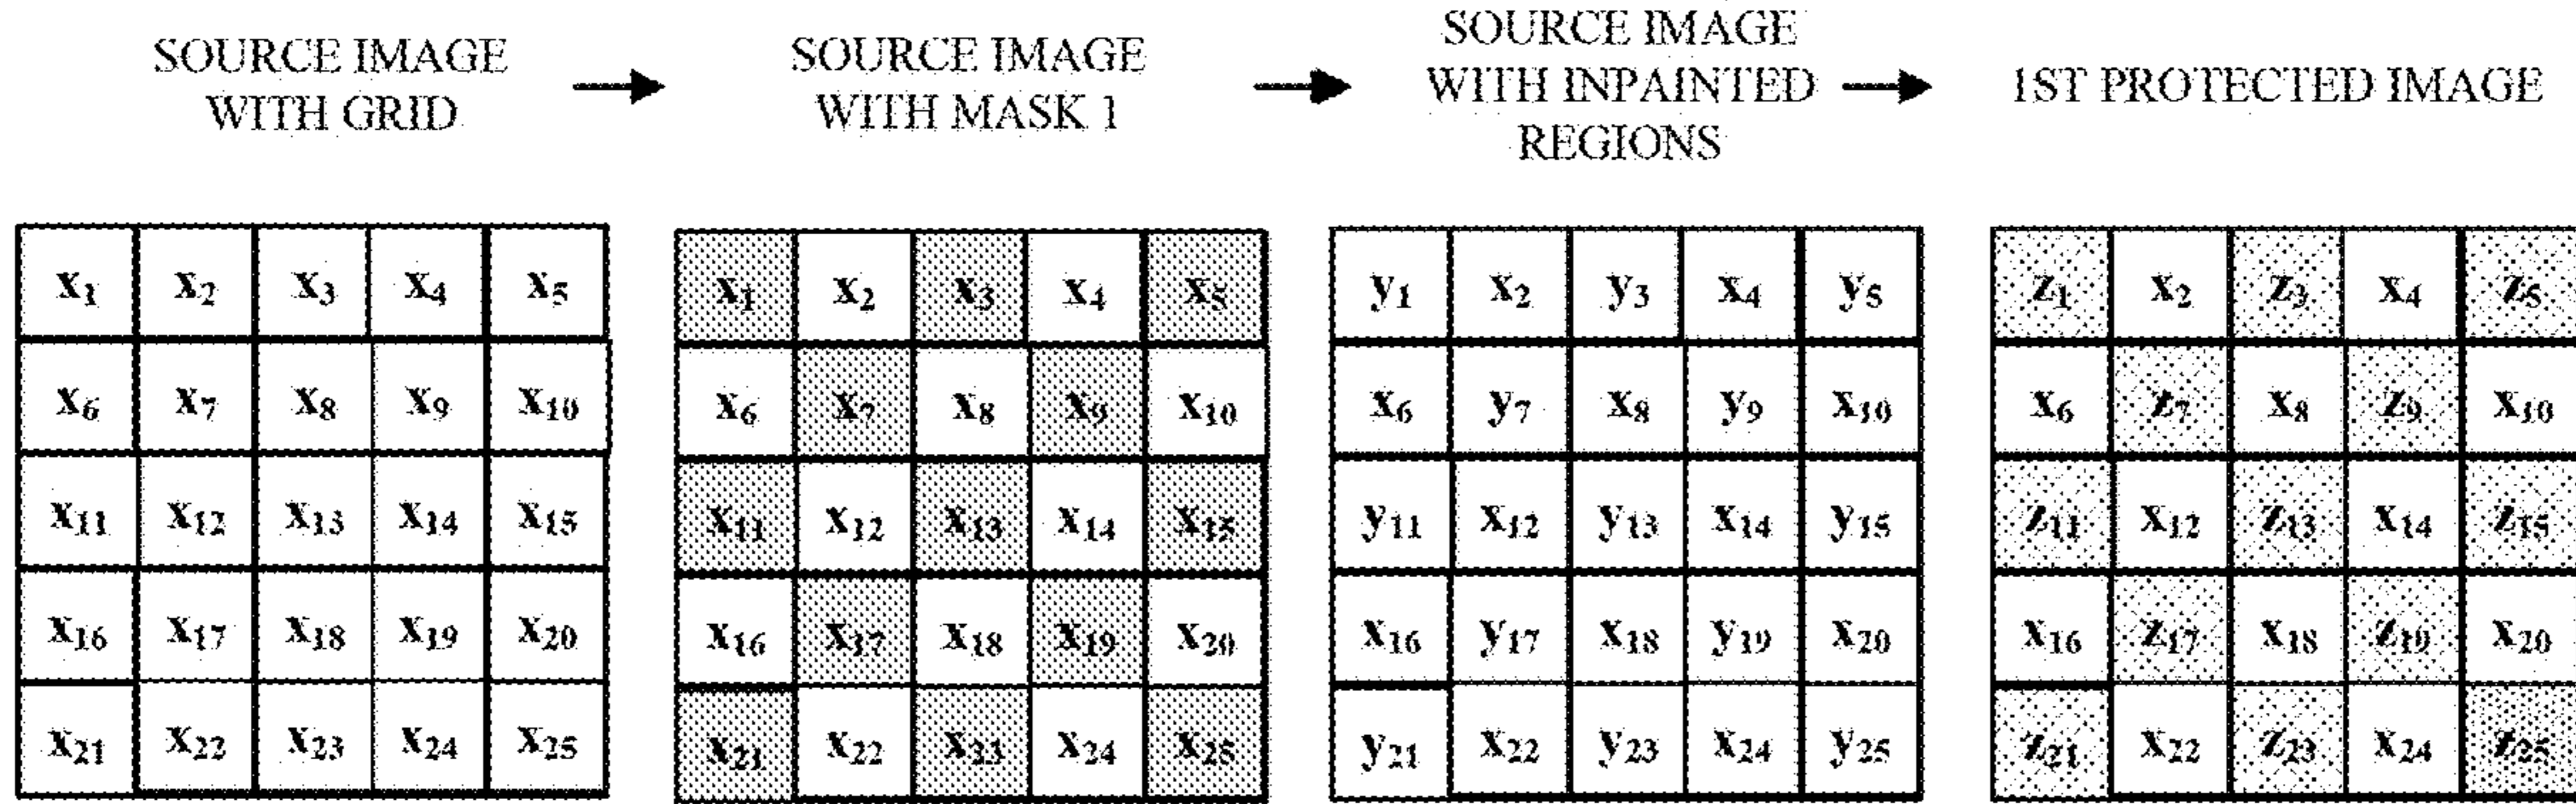 SOURCE IMAGE
WITH GRID
SOURCE IMAGE
WITH MASK 1
SOURCE IMAGE
WITH INPAINTED
REGIONS
1ST PROTECTED IMAGE
x₁ x₂ x₃ x₄ x₅
x₆ x₇ x₈ x₉ x₁₀
x₁₁ x₁₂ x₁₃ x₁₄ x₁₅
x₁₆ x₁₇ x₁₈ x₁₉ x₂₀
x₂₁ x₂₂ x₂₃ x₂₄ x₂₅
x₁ x₂ x₃ x₄ x₅
x₆ x₇ x₈ x₉ x₁₀
x₁₁ x₁₂ x₁₃ x₁₄ x₁₅
x₁₆ x₁₇ x₁₈ x₁₉ x₂₀
x₂₁ x₂₂ x₂₃ x₂₄ x₂₅
y₁ x₂ y₃ x₄ y₅
x₆ y₇ x₈ y₉ x₁₀
y₁₁ x₁₂ y₁₃ x₁₄ y₁₅
x₁₆ y₁₇ x₁₈ y₁₉ x₂₀
y₂₁ x₂₂ y₂₃ x₂₄ y₂₅
z₁ x₂ z₃ x₄ z₅
x₆ z₇ x₈ z₉ x₁₀
z₁₁ x₁₂ z₁₃ x₁₄ z₁₅
x₁₆ z₁₇ x₁₈ z₁₉ x₂₀
z₂₁ x₂₂ z₂₃ x₂₄ z₂₅